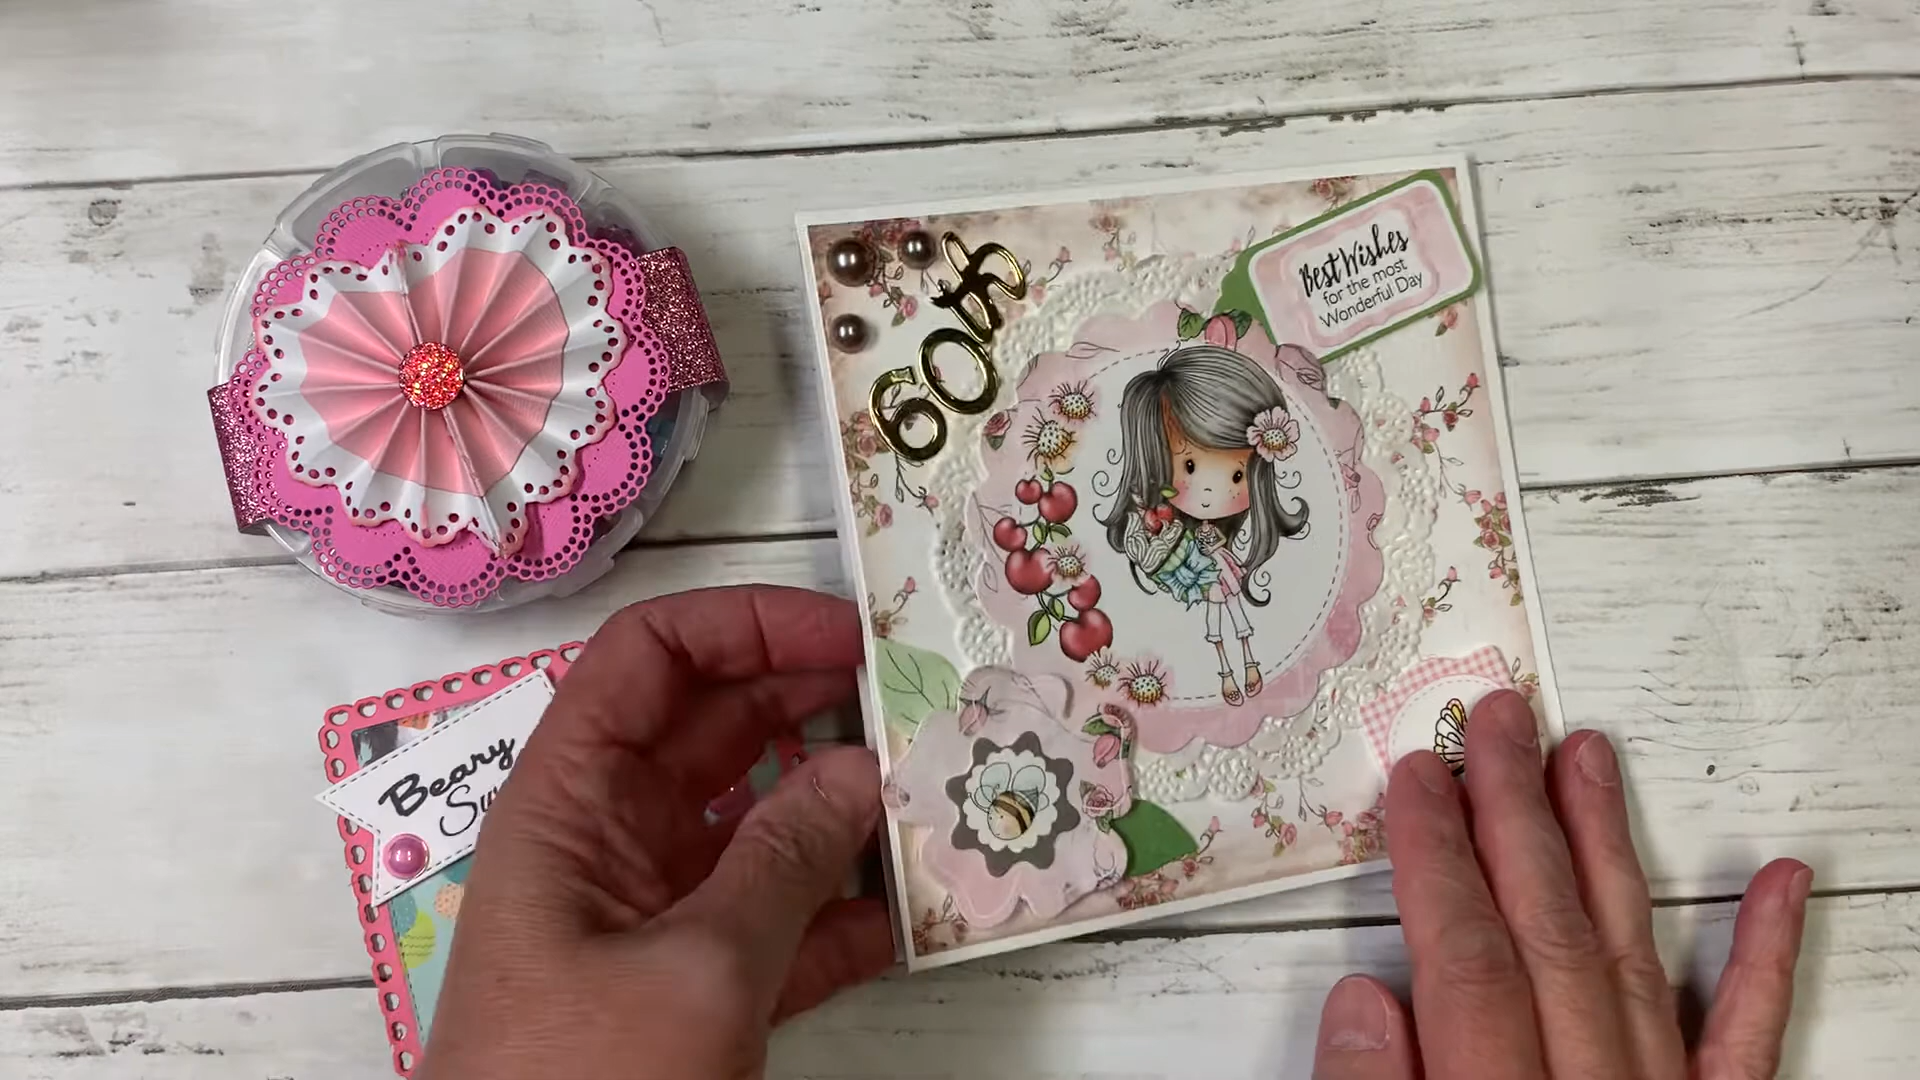 60th
Best Wishes
for the most
Wonderful Day
Beary